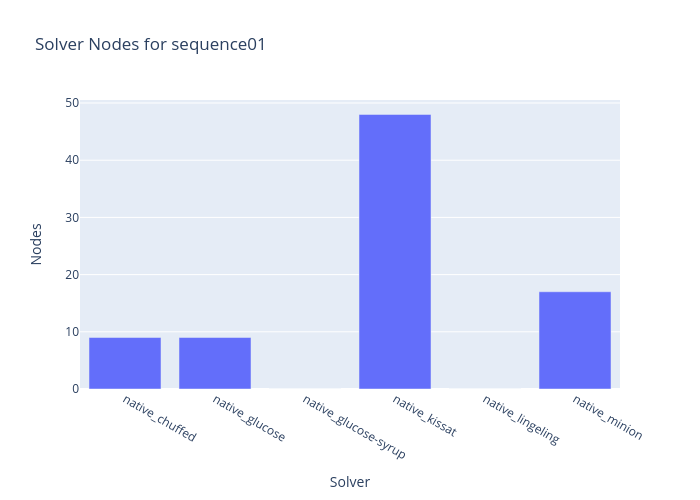 Solver Nodes for sequence01
50
40
30
20
10
0
Nodes
native_chuffed
native_glucose
native_glucose-syrup
native_kissat
native_lingeling
native_minion
Solver